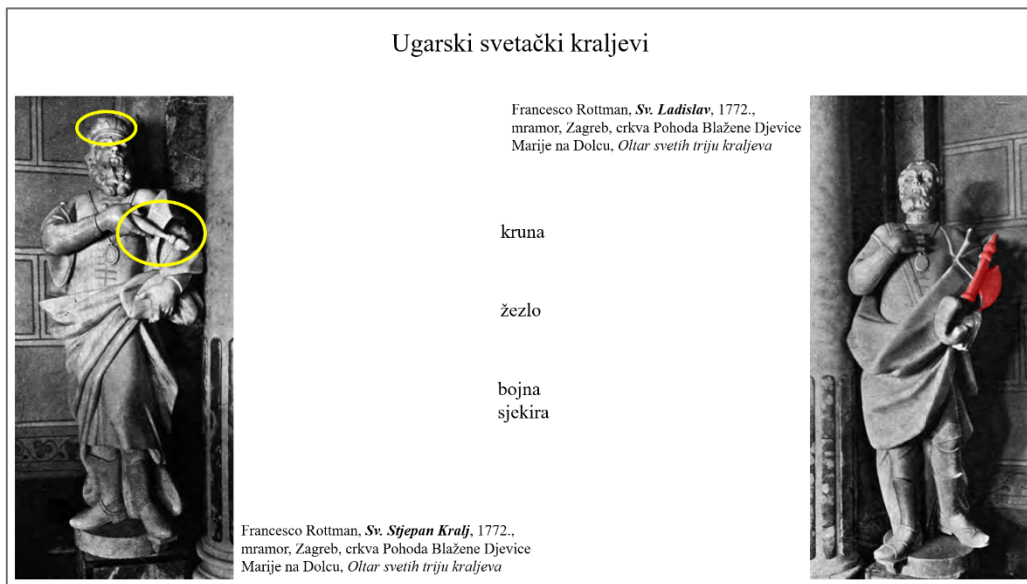 Ugarski svetački kraljevi
Francesco Rottman, Sv. Ladislav, 1772.,
mramor, Zagreb, crkva Pohoda Blažene Djevice
Marije na Dolcu, Oltar svetih triju kraljeva
kruna
žezlo
bojna
sjekira
Francesco Rottman, Sv. Stjepan Kralj, 1772.,
mramor, Zagreb, crkva Pohoda Blažene Djevice
Marije na Dolcu, Oltar svetih triju kraljeva